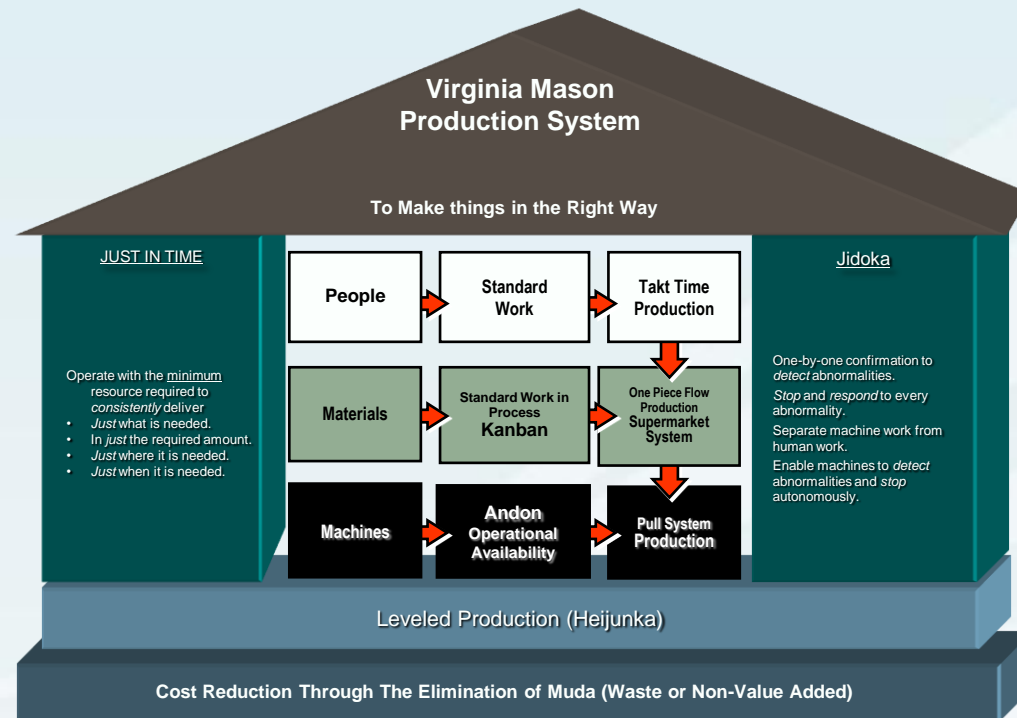 Virginia Mason
Production System
To Make things in the Right Way
JUST IN TIME
Operate with the minimum
resource required to
consistently deliver
• Just what is needed.
• In just the required amount.
• Just where it is needed.
• Just when it is needed.
People
Standard
Work
Takt Time
Production
Materials
Standard Work in
Process
Kanban
One Piece Flow
Production
Supermarket
System
Machines
Andon
Operational
Availability
Pull System
Production
Jidoka
One-by-one confirmation to
detect abnormalities.
Stop and respond to every
abnormality.
Separate machine work from
human work.
Enable machines to detect
abnormalities and stop
autonomously.
Leveled Production (Heijunka)
Cost Reduction Through The Elimination of Muda (Waste or Non-Value Added)